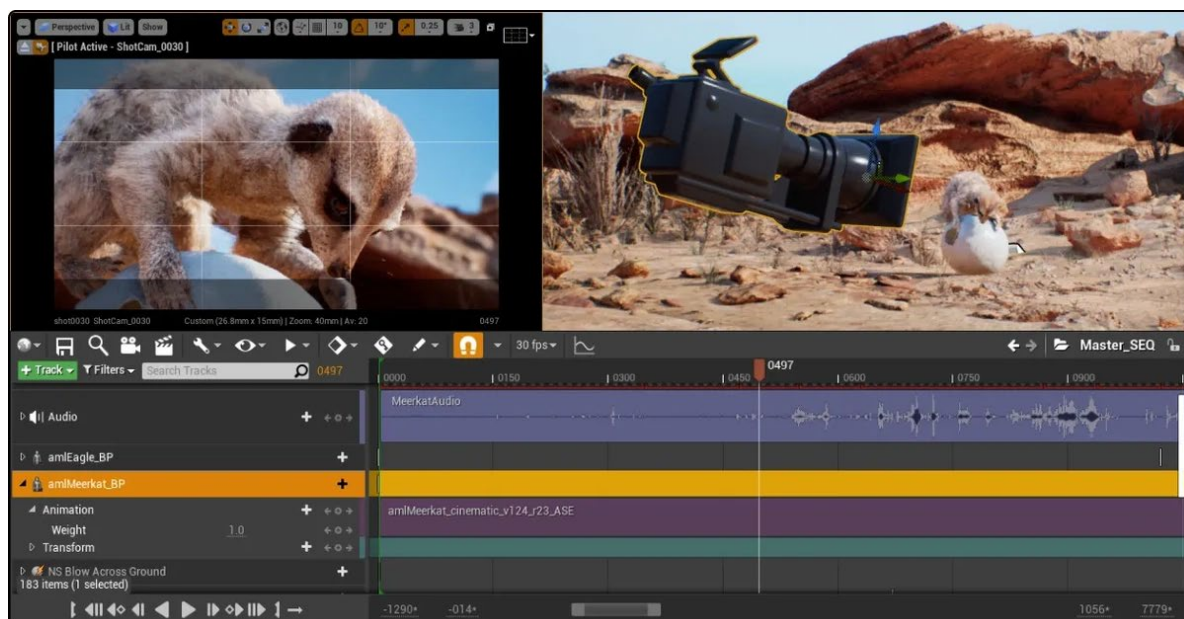 Perspective Lit Show 10 10° 0.25 3
[ Pilot Active - ShotCam_0030 ]
shot0030 ShotCam_0030 Custom (26.8mm x 15mm) | Zoom: 40mm | Av: 20 0497
30 fps Master_SEQ
+ Track Filters Search Tracks 0497
0497
0000 0150 0300 0450 0600 0750 0900
Audio
MeerkatAudio
amlEagle_BP
amlMeerkat_BP
Animation
amlMeerkat_cinematic_v124_r23_ASE
Weight 1.0
Transform
NS Blow Across Ground
183 items (1 selected)
-1290+ -014+ 1056+ 7779+